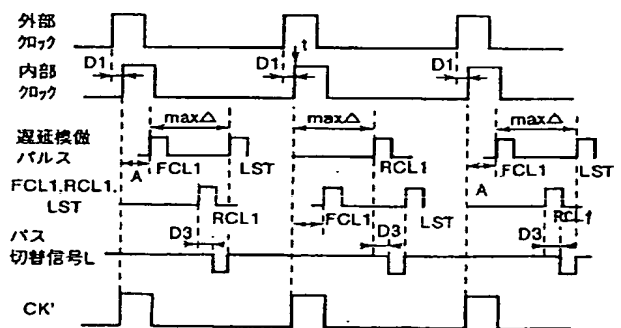 外部
クロック
D1
D1
t
D1
内部
クロック
maxΔ
maxΔ
maxΔ
遅延模倣
パルス
A
FCL1
LST
RCL1
A
FCL1
LST
FCL1,RCL1,
LST
RCL1
FCL1
LST
RCL1
パス
切替信号L
D3
D3
D3
CK'